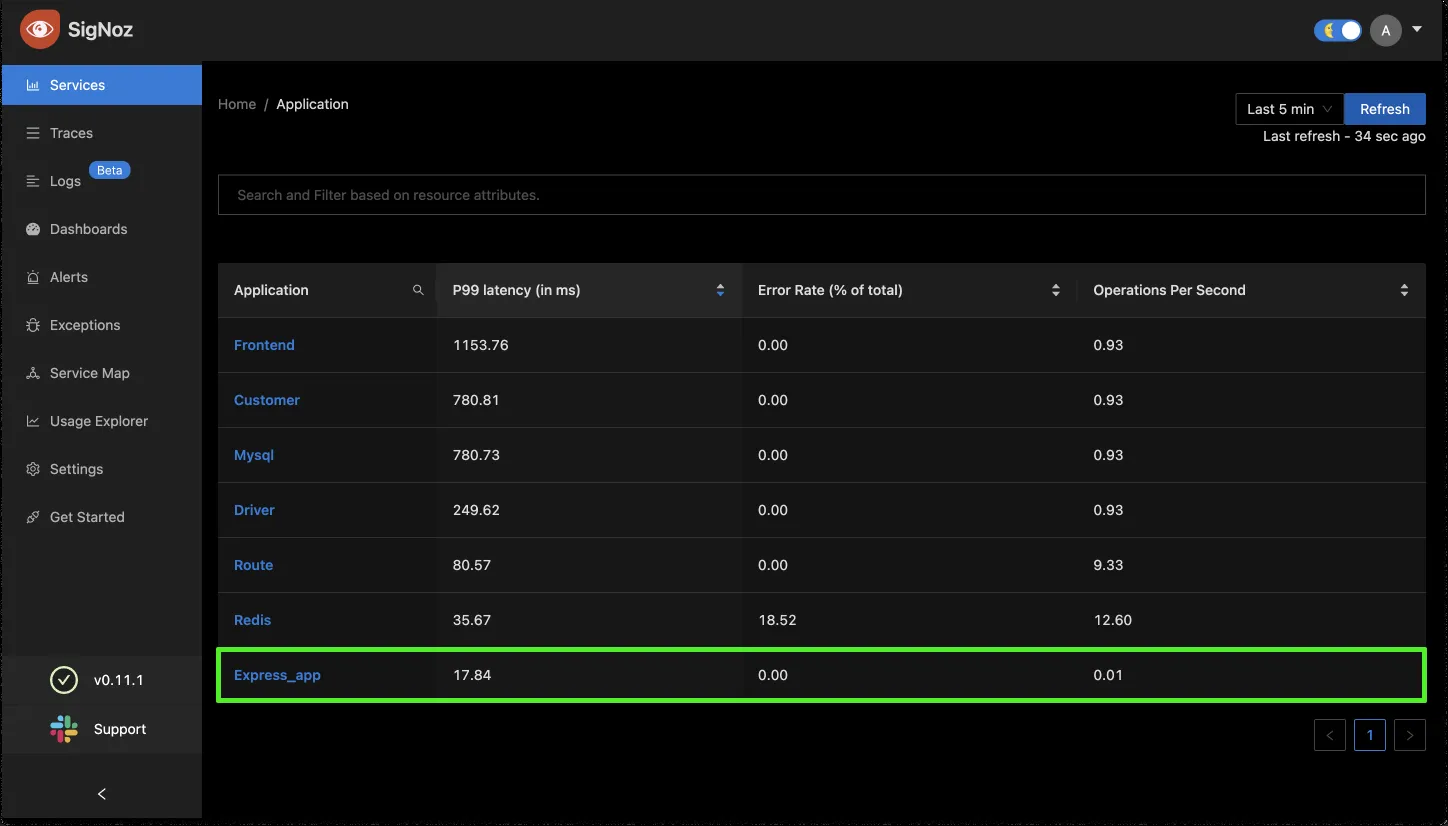 SigNoz
A
Services
Home / Application
Last 5 min
Refresh
Last refresh - 34 sec ago
Traces
Logs Beta
Search and Filter based on resource attributes.
Dashboards
Alerts
Exceptions
Service Map
Usage Explorer
Settings
Get Started
Application P99 latency (in ms) Error Rate (% of total) Operations Per Second
Frontend 1153.76 0.00 0.93
Customer 780.81 0.00 0.93
Mysql 780.73 0.00 0.93
Driver 249.62 0.00 0.93
Route 80.57 0.00 9.33
Redis 35.67 18.52 12.60
Express_app 17.84 0.00 0.01
v0.11.1
Support
< 1 >
<